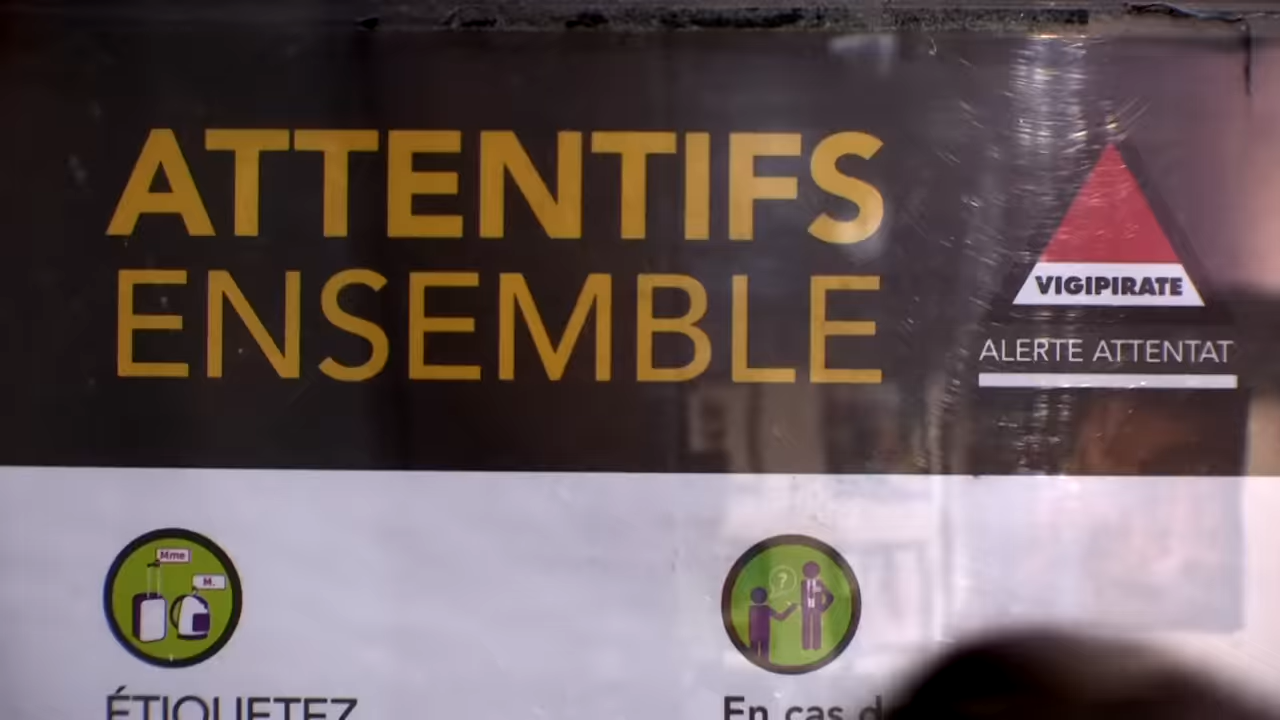 ATTENTIFS
ENSEMBLE
VIGIPIRATE
ALERTE ATTENTAT
Mme
M.
?
ÉTIQUETEZ
En cas